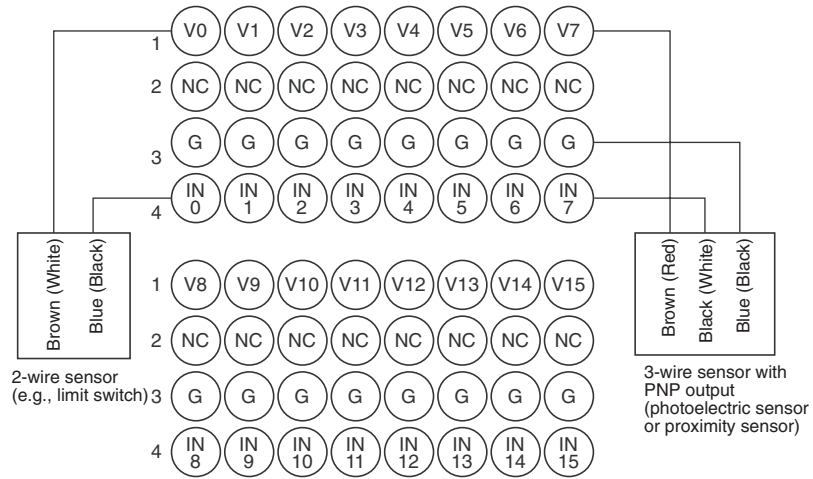 1 V0 V1 V2 V3 V4 V5 V6 V7
2 NC NC NC NC NC NC NC NC
3 G G G G G G G G
4 IN 0 IN 1 IN 2 IN 3 IN 4 IN 5 IN 6 IN 7
Brown (White)
Blue (Black)
2-wire sensor
(e.g., limit switch)
1 V8 V9 V10 V11 V12 V13 V14 V15
2 NC NC NC NC NC NC NC NC
3 G G G G G G G G
4 IN 8 IN 9 IN 10 IN 11 IN 12 IN 13 IN 14 IN 15
Brown (Red)
Black (White)
Blue (Black)
3-wire sensor with
PNP output
(photoelectric sensor
or proximity sensor)